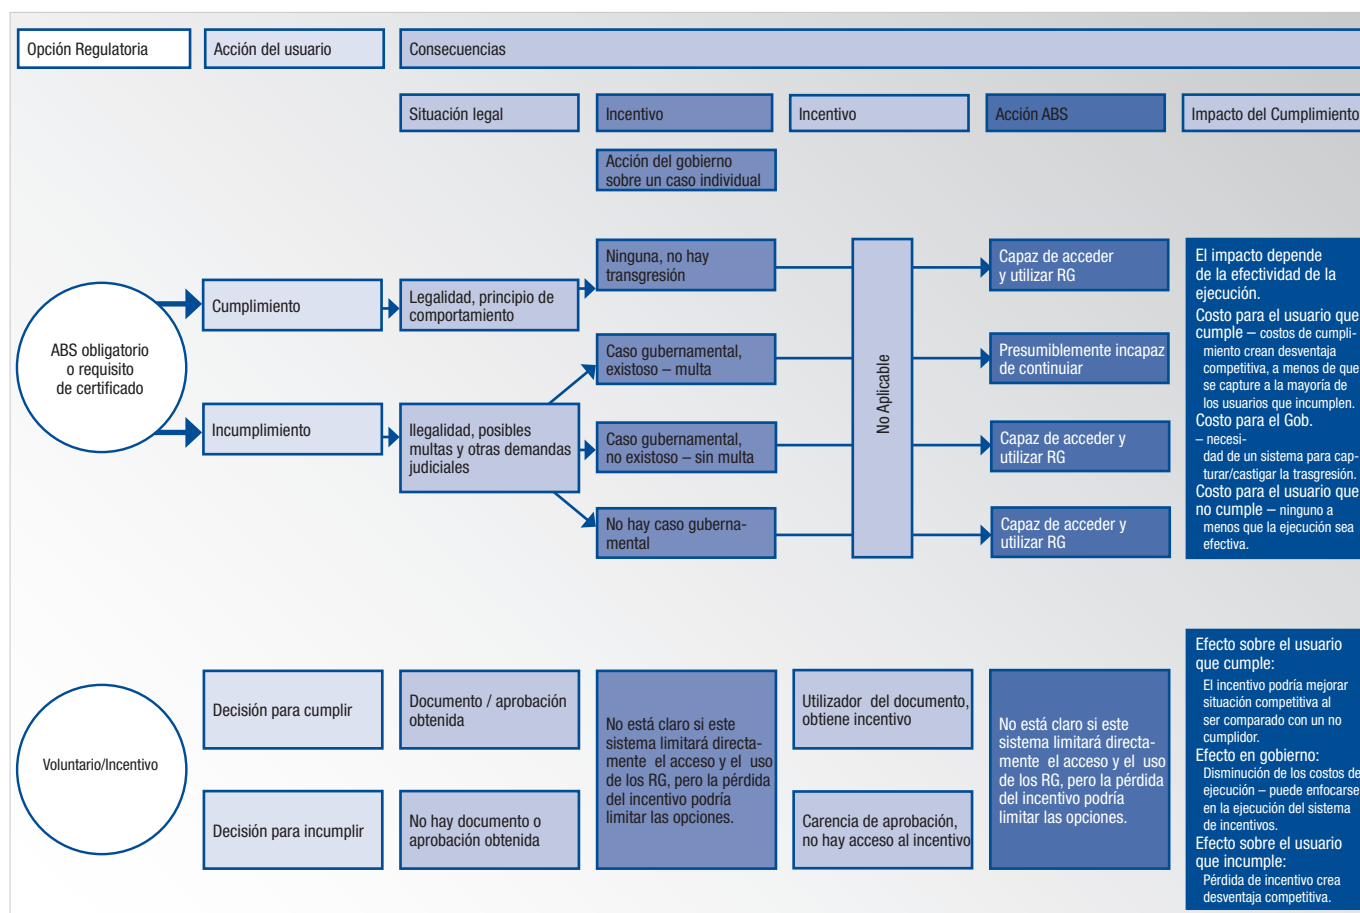 Opción Regulatoria
Acción del usuario
Consecuencias
Situación legal
Incentivo
Incentivo
Acción ABS
Impacto del Cumplimiento
Acción del gobierno
sobre un caso individual
ABS obligatorio
o requisito
de certificado
Cumplimiento
Legalidad, principio de
comportamiento
Ninguna, no hay
transgresión
Capaz de acceder
y utilizar RG
Incumplimiento
Ilegalidad, posibles
multas y otras demandas
judiciales
Caso gubernamental,
existoso – multa
Presumiblemente incapaz
de continuiar
Caso gubernamental,
no existoso – sin multa
Capaz de acceder y
utilizar RG
No hay caso guberna-
mental
Capaz de acceder y
utilizar RG
No Aplicable
El impacto depende
de la efectividad de la
ejecución.
Costo para el usuario que
cumple – costos de cumpli-
miento crean desventaja
competitiva, a menos de que
se capture a la mayoría de
los usuarios que incumplen.
Costo para el Gob.
– necesi-
dad de un sistema para cap-
turar/castigar la trasgresión.
Costo para el usuario que
no cumple – ninguno a
menos que la ejecución sea
efectiva.
Voluntario/Incentivo
Decisión para cumplir
Documento / aprobación
obtenida
No está claro si este
sistema limitará directa-
mente el acceso y el uso
de los RG, pero la pérdida
del incentivo podría
limitar las opciones.
Utilizador del documento,
obtiene incentivo
No está claro si este
sistema limitará directa-
mente el acceso y el uso
de los RG, pero la pérdida
del incentivo podría
limitar las opciones.
Decisión para incumplir
No hay documento o
aprobación obtenida
Carencia de aprobación,
no hay acceso al incentivo
Efecto sobre el usuario
que cumple:
El incentivo podría mejorar
situación competitiva al
ser comparado con un no
cumplidor.
Efecto en gobierno:
Disminución de los costos de
ejecución – puede enfocarse
en la ejecución del sistema
de incentivos.
Efecto sobre el usuario
que incumple:
Pérdida de incentivo crea
desventaja competitiva.